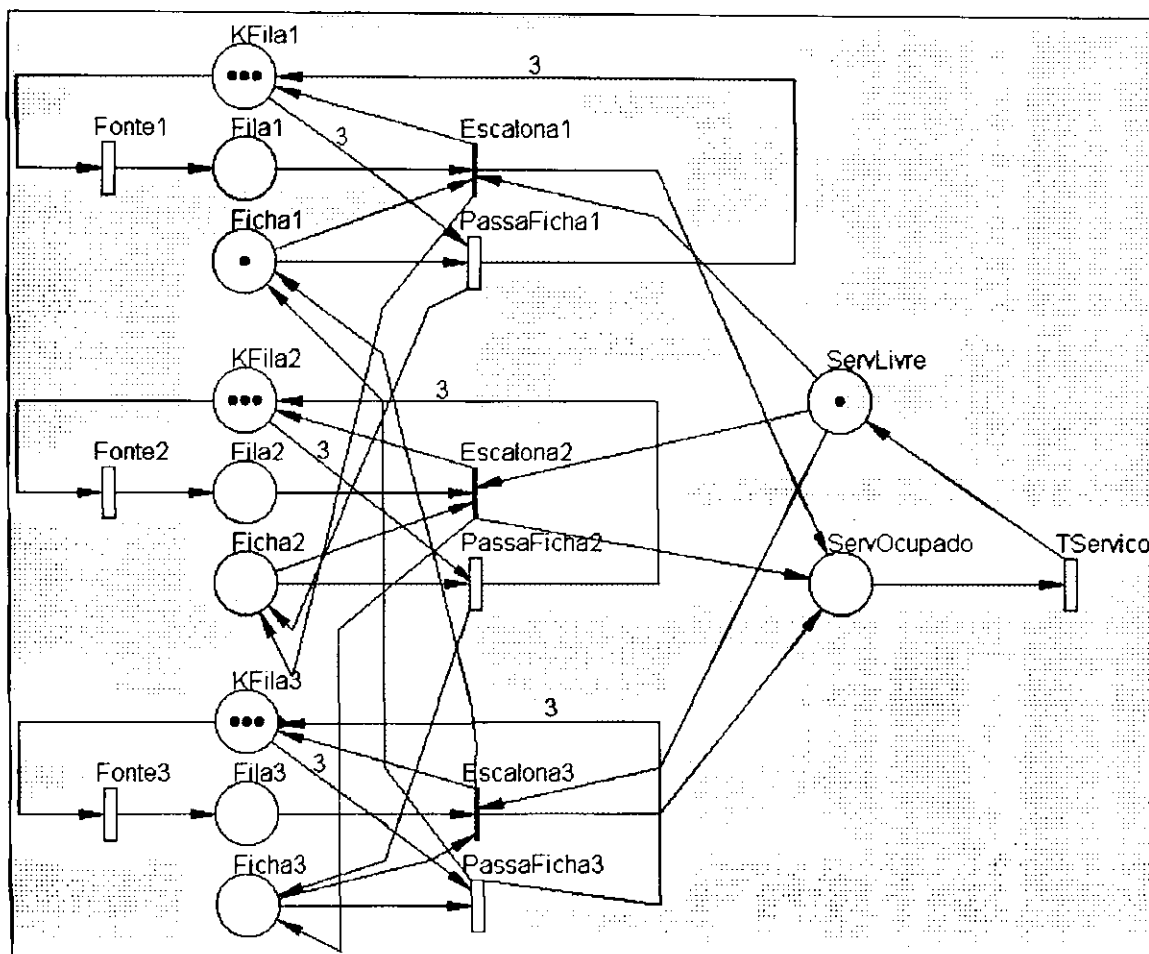 KFila1
3
Fonte1
Fila1
3
Escalona1
Ficha1
PassaFicha1
KFila2
3
ServLivre
Fonte2
Fila2
3
Escalona2
Ficha2
PassaFicha2
ServOcupado
TServico
KFila3
3
Fonte3
Fila3
3
Escalona3
Ficha3
PassaFicha3